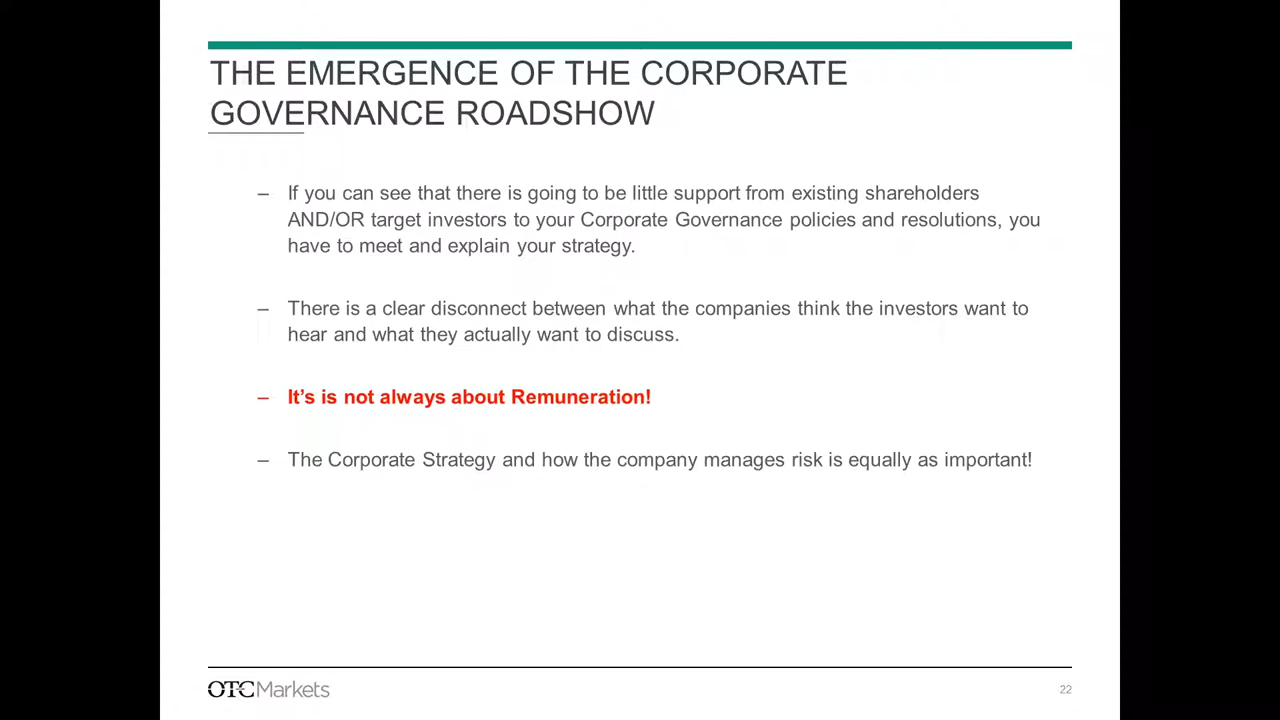 THE EMERGENCE OF THE CORPORATE
GOVERNANCE ROADSHOW
– If you can see that there is going to be little support from existing shareholders
AND/OR target investors to your Corporate Governance policies and resolutions, you
have to meet and explain your strategy.
– There is a clear disconnect between what the companies think the investors want to
hear and what they actually want to discuss.
– It’s is not always about Remuneration!
– The Corporate Strategy and how the company manages risk is equally as important!
OTCMarkets
22